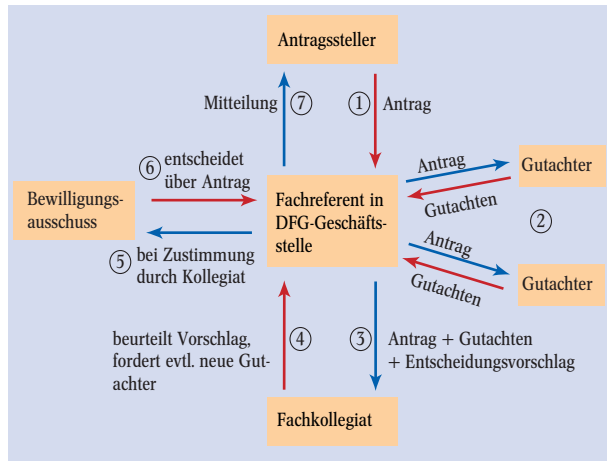 Antragssteller
Mitteilung ⑦ ① Antrag
⑥ entscheidet
über Antrag
Bewilligungs-
ausschuss
Fachreferent in
DFG-Geschäfts-
stelle
Antrag
Gutachten
Gutachter
②
Antrag
Gutachten
Gutachter
⑤ bei Zustimmung
durch Kollegiat
beurteilt Vorschlag,
fordert evtl. neue Gut-
achter
④
③ Antrag + Gutachten
+ Entscheidungsvorschlag
Fachkollegiat